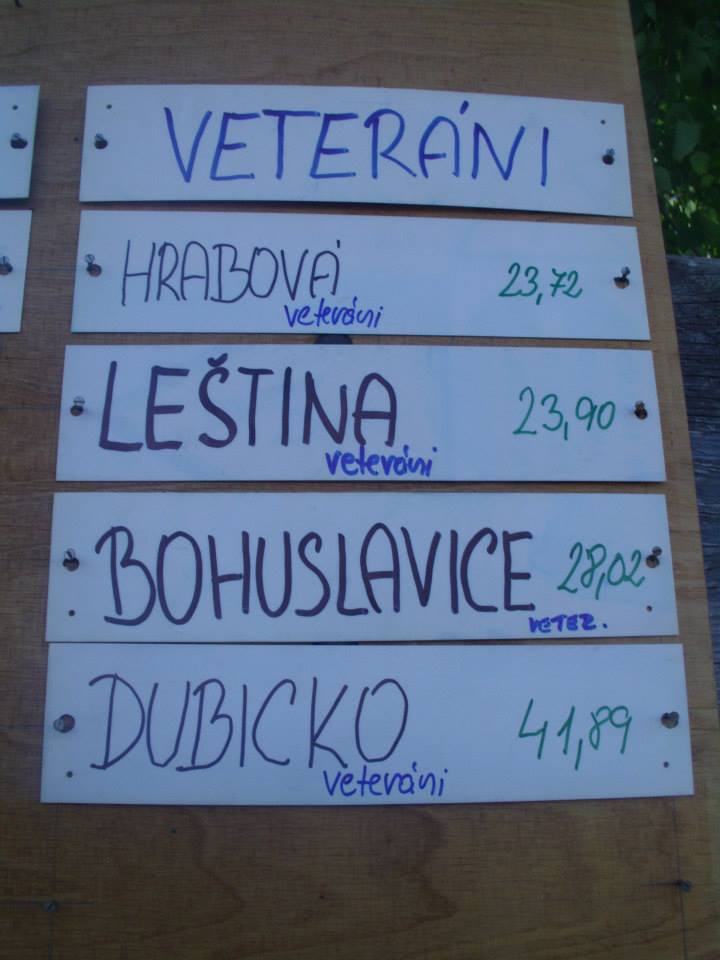 VETERÁNI
HRABOVÁ 23,72
veteráni
LEŠTINA 23,90
veteráni
BOHUSLAVICE 28,02
VETER.
DUBICKO 41,89
veteráni